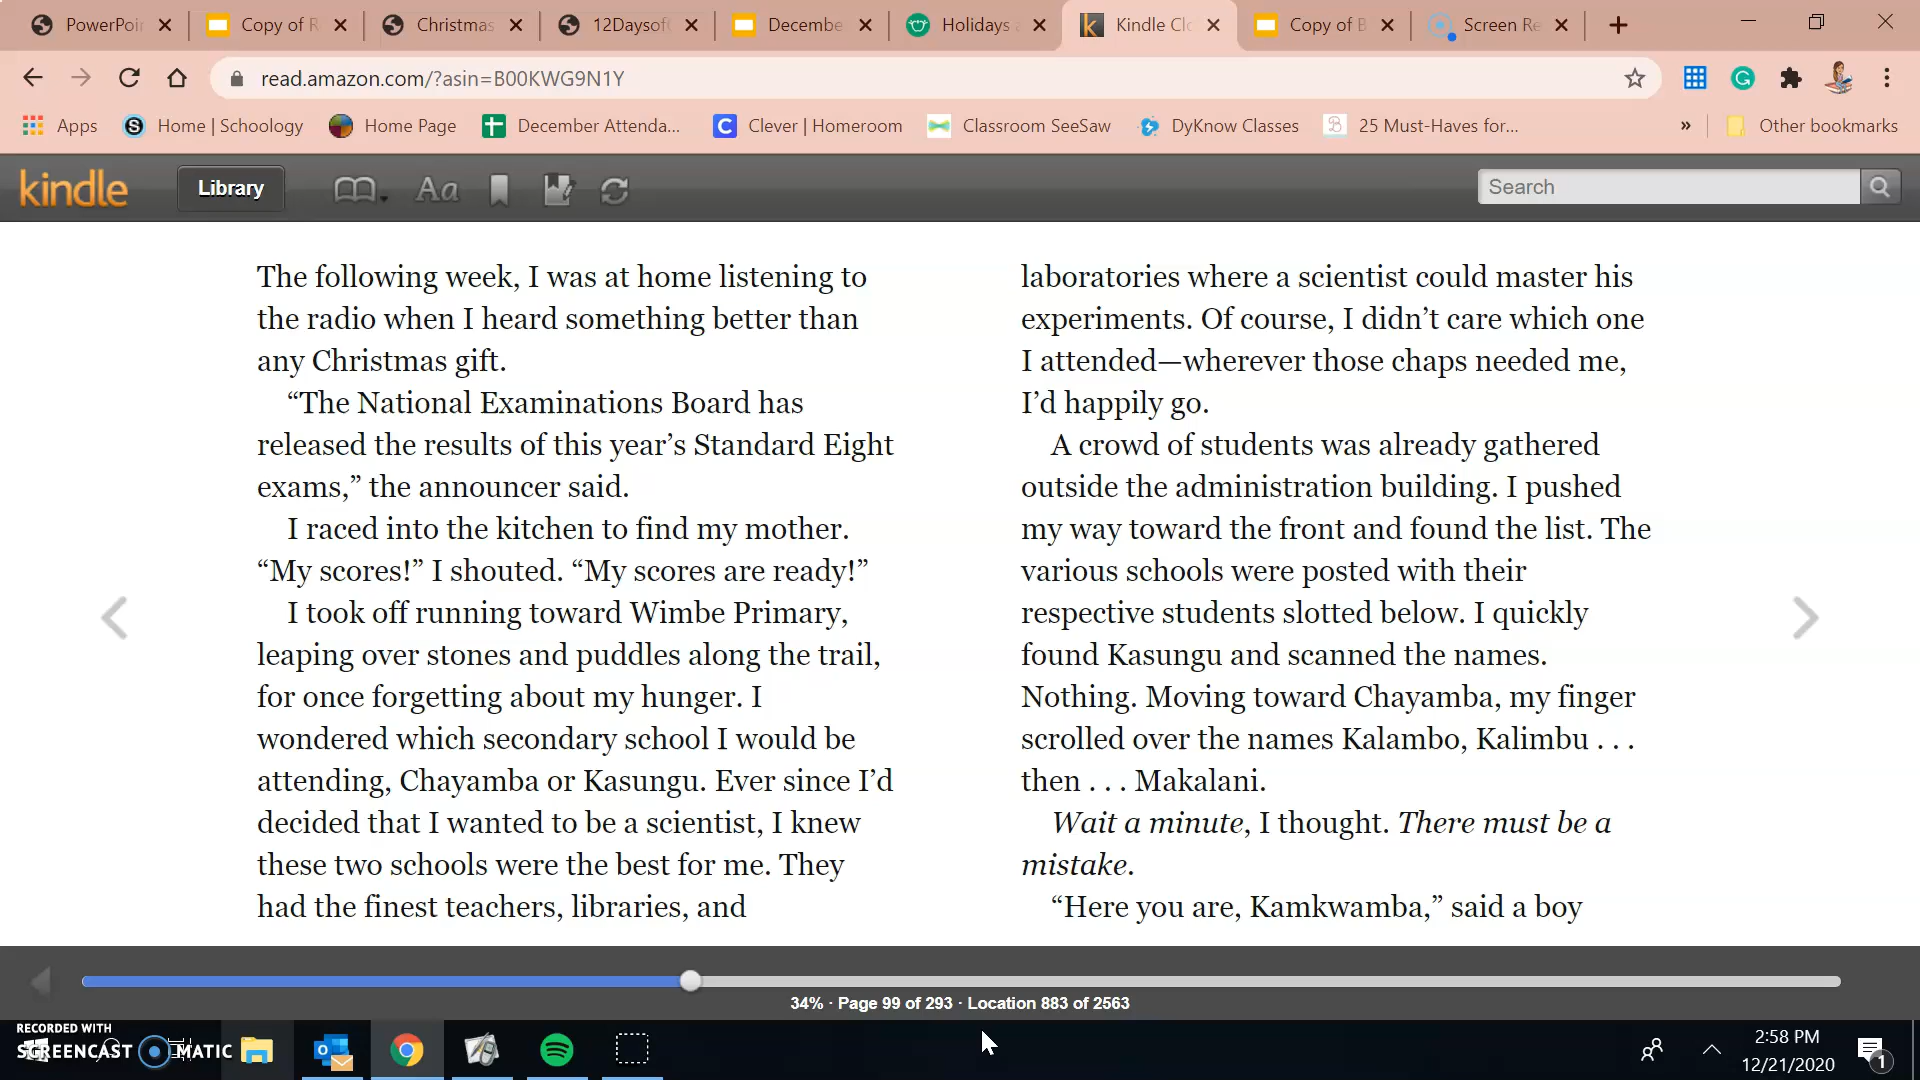 PowerPoin
Copy of R
Christmas
12Daysof
Decembe
Holidays a
Kindle Clo
Copy of B
Screen Re
read.amazon.com/?asin=B00KWG9N1Y
Apps
Home | Schoology
Home Page
December Attenda...
Clever | Homeroom
Classroom SeeSaw
DyKnow Classes
25 Must-Haves for...
»
Other bookmarks
kindle
Library
Aa
Search
The following week, I was at home listening to
the radio when I heard something better than
any Christmas gift.
“The National Examinations Board has
released the results of this year’s Standard Eight
exams,” the announcer said.
I raced into the kitchen to find my mother.
“My scores!” I shouted. “My scores are ready!”
I took off running toward Wimbe Primary,
leaping over stones and puddles along the trail,
for once forgetting about my hunger. I
wondered which secondary school I would be
attending, Chayamba or Kasungu. Ever since I’d
decided that I wanted to be a scientist, I knew
these two schools were the best for me. They
had the finest teachers, libraries, and
laboratories where a scientist could master his
experiments. Of course, I didn’t care which one
I attended—wherever those chaps needed me,
I’d happily go.
A crowd of students was already gathered
outside the administration building. I pushed
my way toward the front and found the list. The
various schools were posted with their
respective students slotted below. I quickly
found Kasungu and scanned the names.
Nothing. Moving toward Chayamba, my finger
scrolled over the names Kalambo, Kalimbu . . .
then . . . Makalani.
Wait a minute, I thought. There must be a
mistake.
“Here you are, Kamkwamba,” said a boy
34% · Page 99 of 293 · Location 883 of 2563
RECORDED WITH
SCREENCAST MATIC
2:58 PM
12/21/2020
1